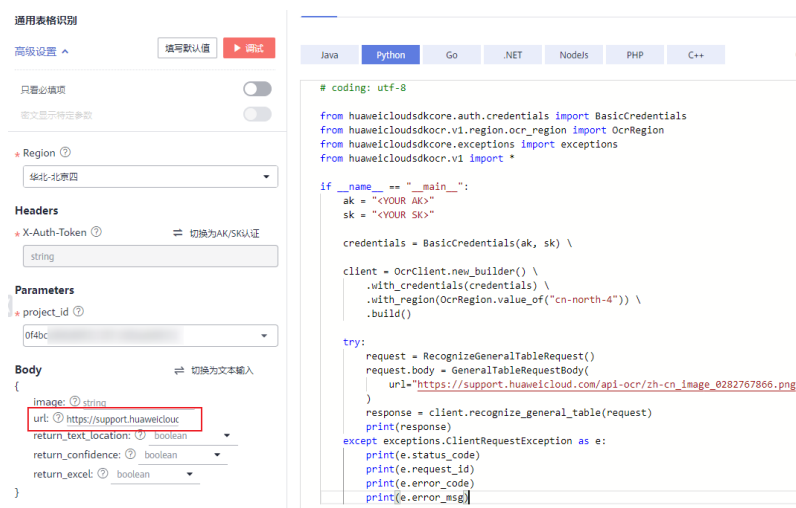 通用表格识别
高级设置
填写默认值
调试
只看必填项
密文显示特定参数
* Region
华北-北京四
Headers
* X-Auth-Token
切换为AK/SK认证
string
Parameters
* project_id
0f4bc
Body
切换为文本输入
{
image: string
url: https://support.huaweicloud
return_text_location: boolean
return_confidence: boolean
return_excel: boolean
}
Java Python Go .NET NodeJs PHP C++
# coding: utf-8
from huaweicloudsdkcore.auth.credentials import BasicCredentials
from huaweicloudsdkocr.v1.region.ocr_region import OcrRegion
from huaweicloudsdkcore.exceptions import exceptions
from huaweicloudsdkocr.v1 import *
if __name__ == "__main__":
ak = "<YOUR AK>"
sk = "<YOUR SK>"
credentials = BasicCredentials(ak, sk) \
client = OcrClient.new_builder() \
.with_credentials(credentials) \
.with_region(OcrRegion.value_of("cn-north-4")) \
.build()
try:
request = RecognizeGeneralTableRequest()
request.body = GeneralTableRequestBody(
url="https://support.huaweicloud.com/api-ocr/zh-cn_image_0282767866.png
)
response = client.recognize_general_table(request)
print(response)
except exceptions.ClientRequestException as e:
print(e.status_code)
print(e.request_id)
print(e.error_code)
print(e.error_msg)